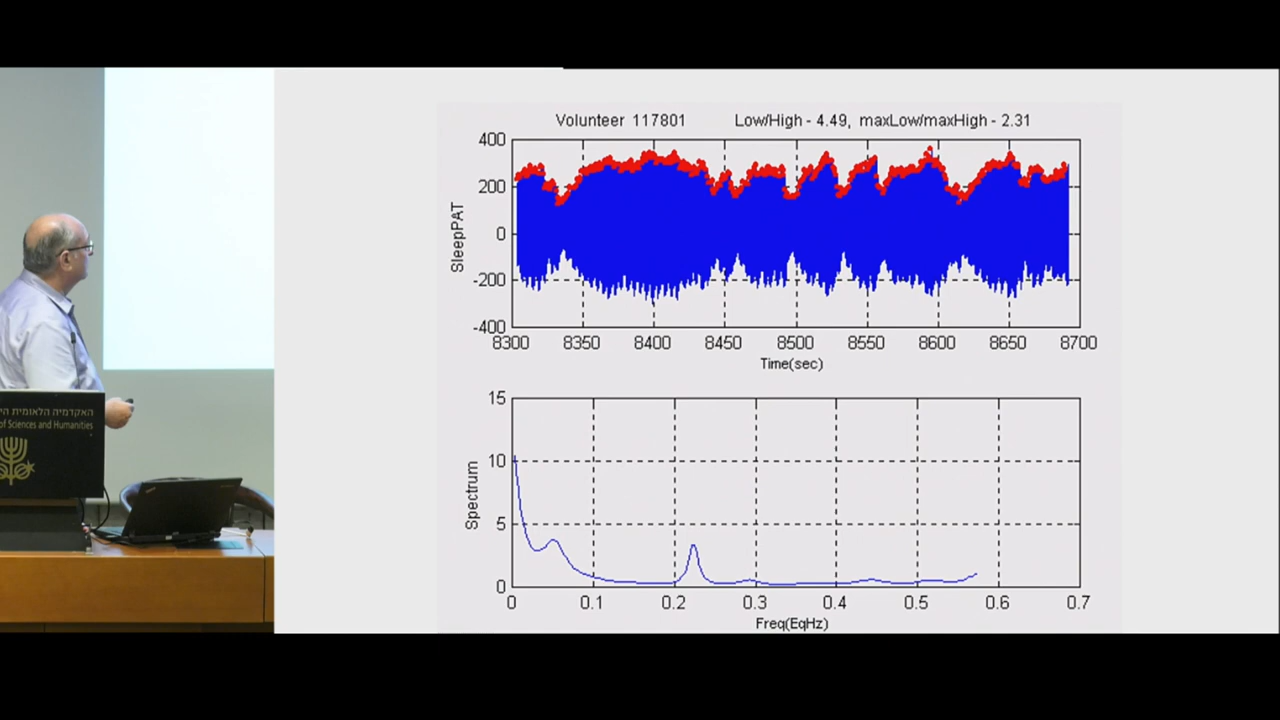 Volunteer 117801 Low/High - 4.49, maxLow/maxHigh - 2.31
400
200
0
-200
-400
SleepPAT
8300 8350 8400 8450 8500 8550 8600 8650 8700
Time(sec)
15
10
5
0
Spectrum
0 0.1 0.2 0.3 0.4 0.5 0.6 0.7
Freq(EqHz)
האקדמיה הלאומית
of Sciences and Humanities